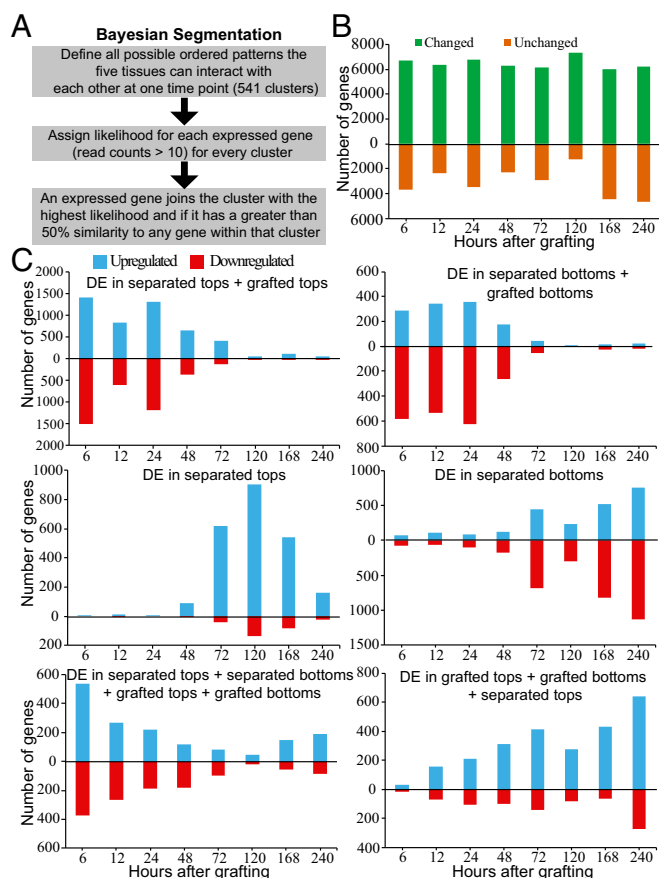 A
Bayesian Segmentation
Define all possible ordered patterns the
five tissues can interact with
each other at one time point (541 clusters)
Assign likelihood for each expressed gene
(read counts > 10) for every cluster
An expressed gene joins the cluster with the
highest likelihood and if it has a greater than
50% similarity to any gene within that cluster
B
Changed Unchanged
Number of genes
8000
6000
4000
2000
0
2000
4000
6000
6 12 24 48 72 120 168 240
Hours after grafting
C
Upregulated Downregulated
DE in separated tops + grafted tops
Number of genes
2000
1500
1000
500
0
500
1000
1500
2000
6 12 24 48 72 120 168 240
DE in separated bottoms +
grafted bottoms
600
400
200
0
200
400
600
800
6 12 24 48 72 120 168 240
DE in separated tops
Number of genes
800
600
400
200
0
200
6 12 24 48 72 120 168 240
DE in separated bottoms
1000
500
0
500
1000
1500
6 12 24 48 72 120 168 240
DE in separated tops + separated bottoms
+ grafted tops + grafted bottoms
Number of genes
600
400
200
0
200
400
600
6 12 24 48 72 120 168 240
Hours after grafting
DE in grafted tops + grafted bottoms
+ separated tops
800
600
400
200
0
200
400
6 12 24 48 72 120 168 240
Hours after grafting